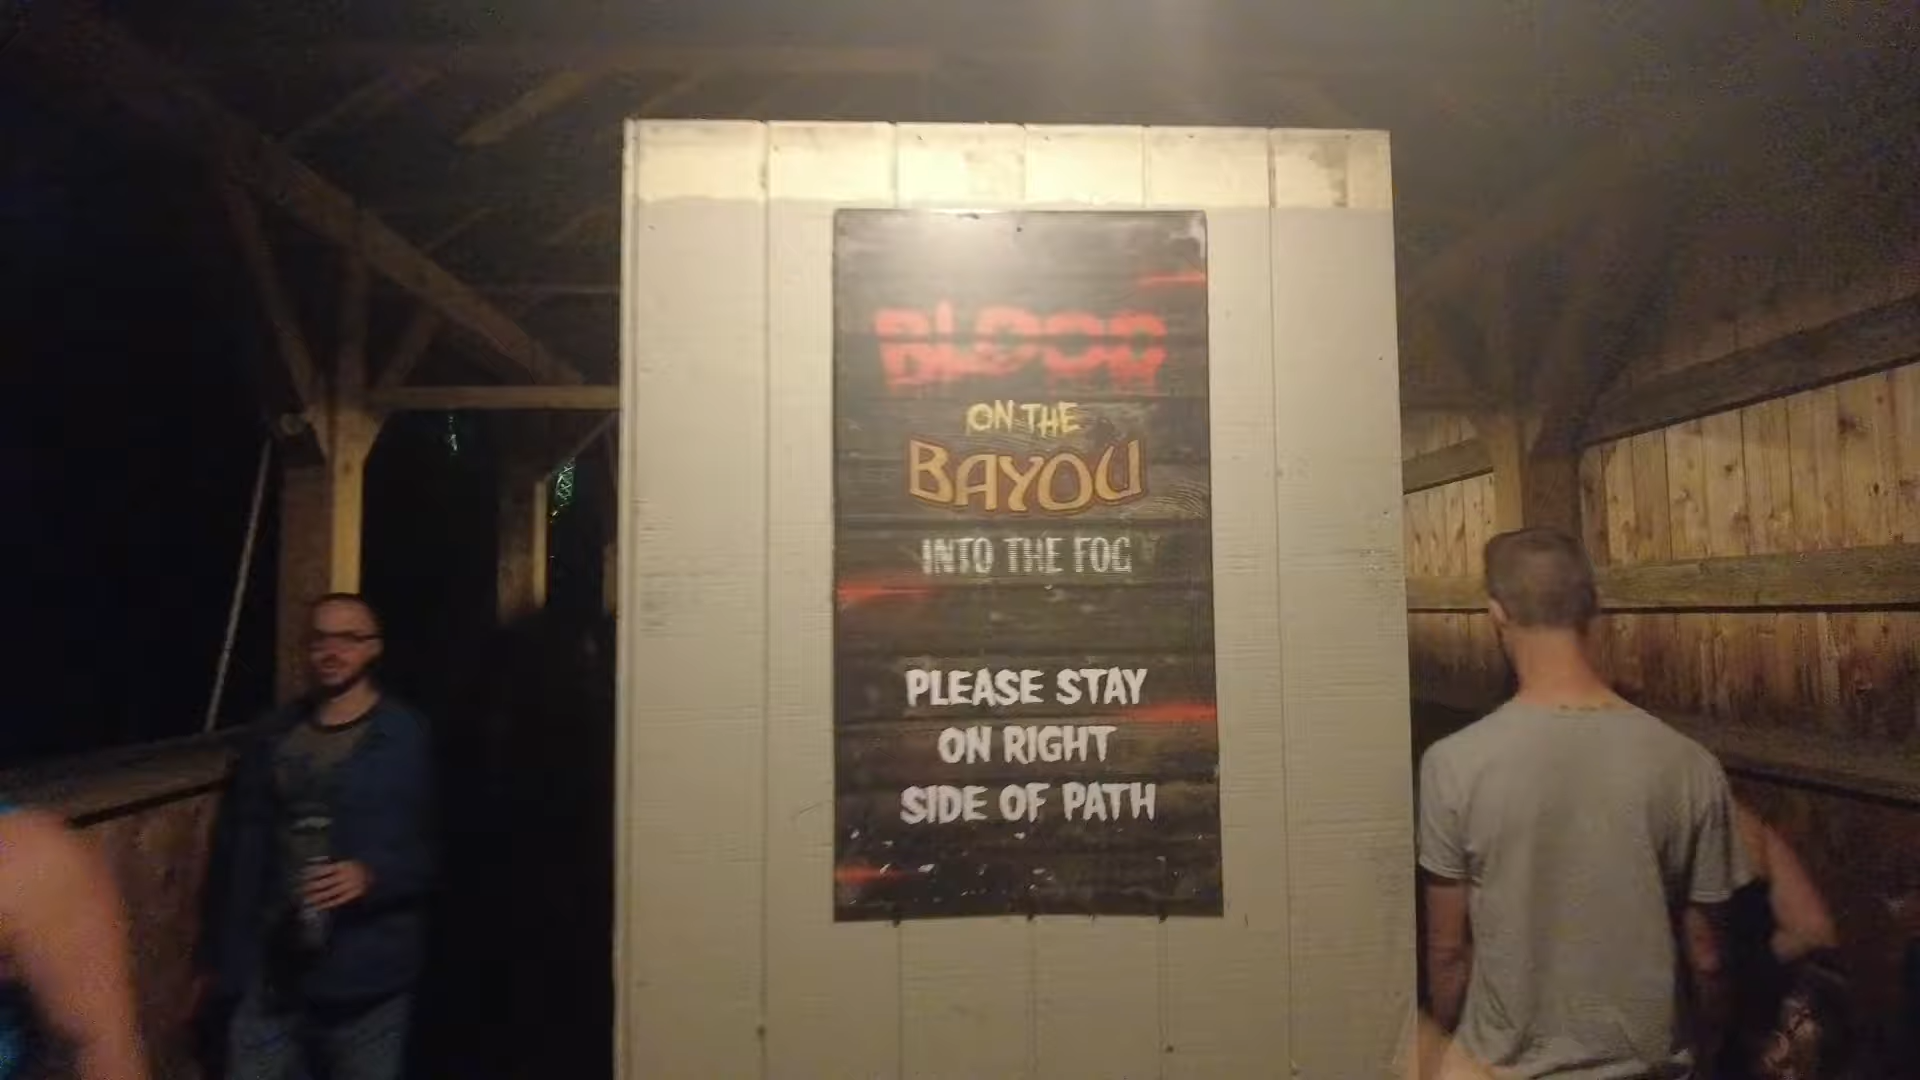 BLOOD
ON THE
BAYOU
INTO THE FOG
PLEASE STAY
ON RIGHT
SIDE OF PATH